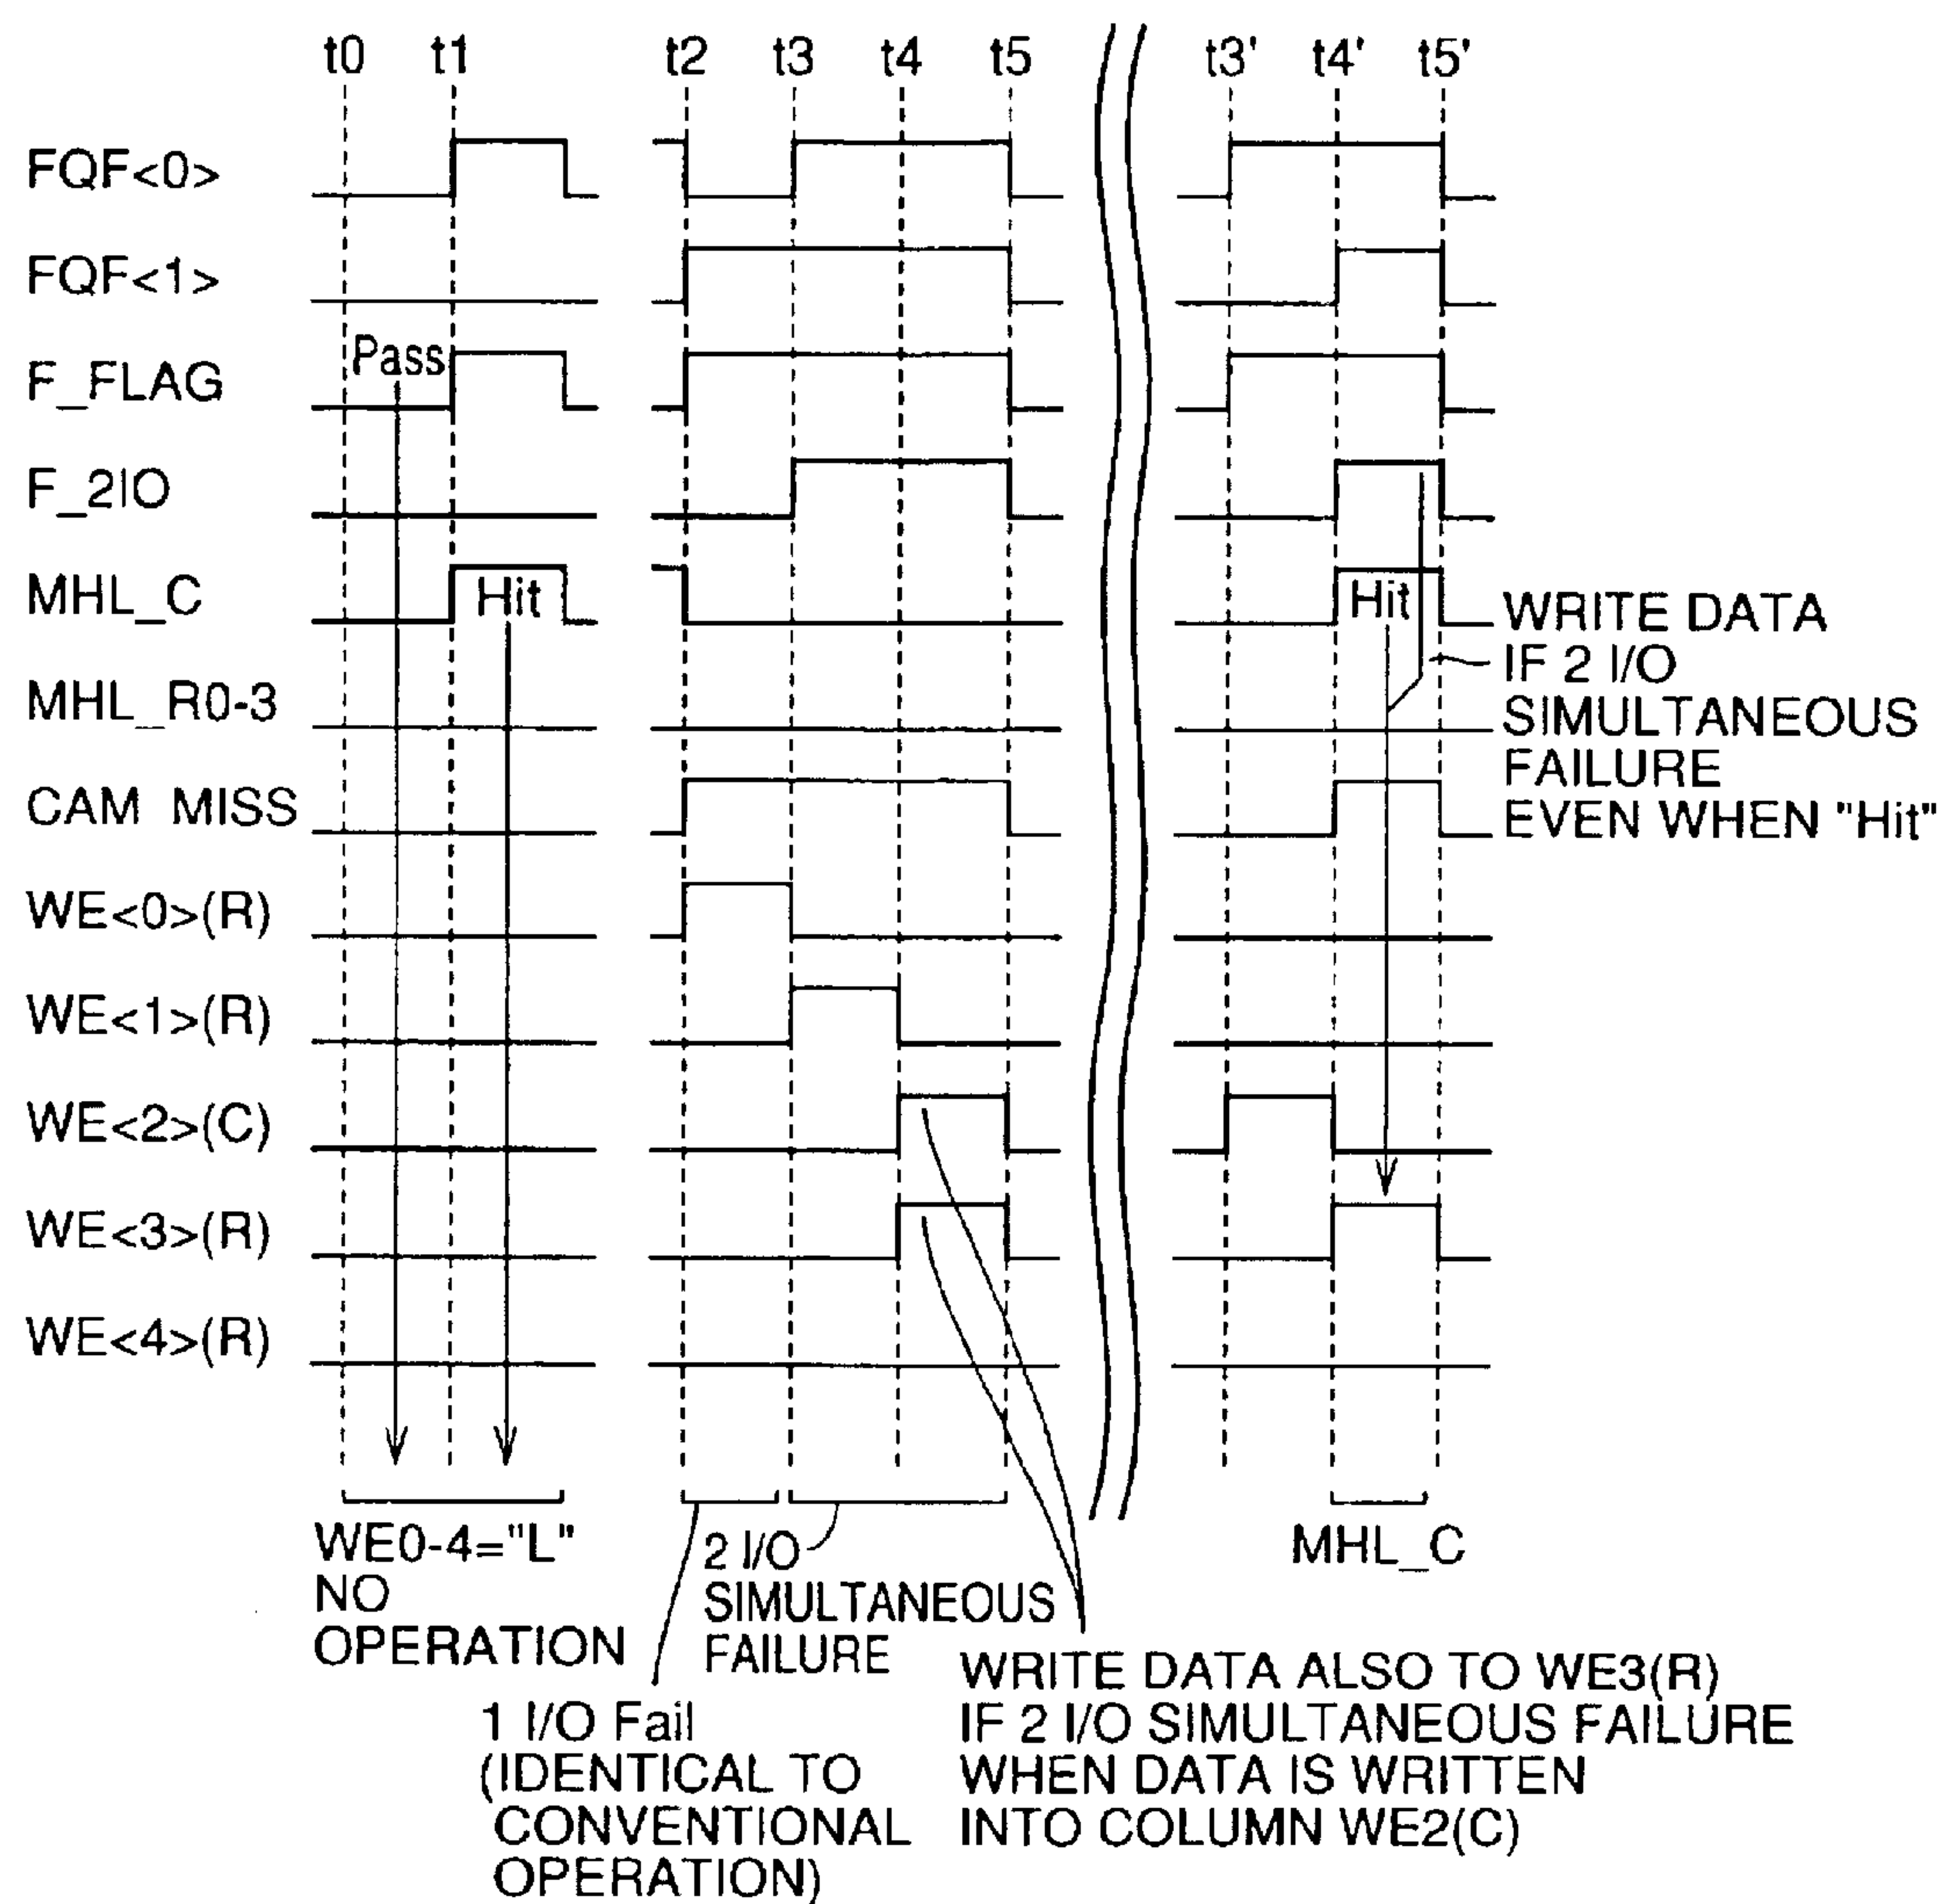 t0 t1 t2 t3 t4 t5 t3' t4' t5'
FQF<0>
FQF<1>
Pass
F_FLAG
F_2IO
MHL_C Hit Hit
WRITE DATA
IF 2 I/O
SIMULTANEOUS
FAILURE
EVEN WHEN "Hit"
MHL_R0-3
CAM MISS
WE<0>(R)
WE<1>(R)
WE<2>(C)
WE<3>(R)
WE<4>(R)
WE0-4="L"
NO
OPERATION
1 I/O Fail
(IDENTICAL TO
CONVENTIONAL
OPERATION)
2 I/O
SIMULTANEOUS
FAILURE
WRITE DATA ALSO TO WE3(R)
IF 2 I/O SIMULTANEOUS FAILURE
WHEN DATA IS WRITTEN
INTO COLUMN WE2(C)
MHL_C